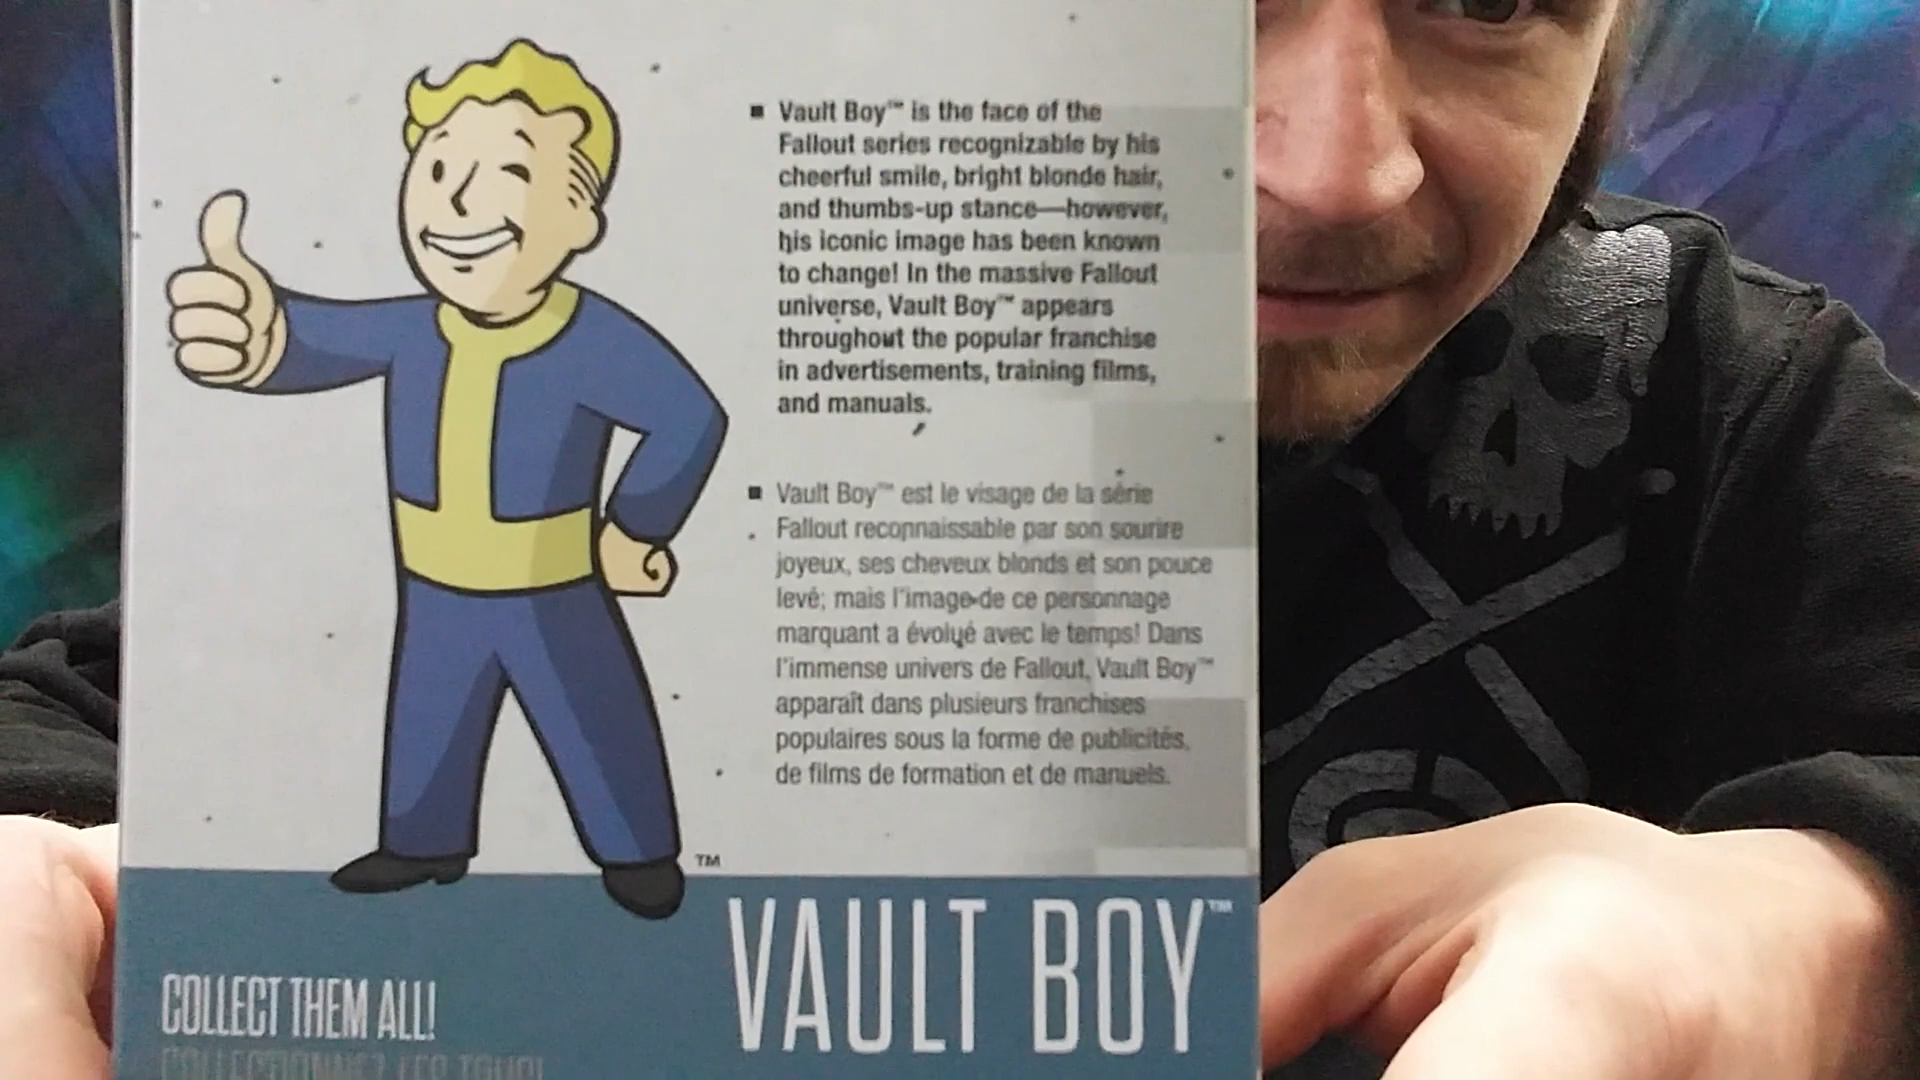 Vault Boy™ is the face of the
Fallout series recognizable by his
cheerful smile, bright blonde hair,
and thumbs-up stance—however,
his iconic image has been known
to change! In the massive Fallout
universe, Vault Boy™ appears
throughout the popular franchise
in advertisements, training films,
and manuals.
Vault Boy™ est le visage de la série
Fallout reconnaissable par son sourire
joyeux, ses cheveux blonds et son pouce
levé; mais l'image de ce personnage
marquant a évolué avec le temps! Dans
l'immense univers de Fallout, Vault Boy™
apparaît dans plusieurs franchises
populaires sous la forme de publicités,
de films de formation et de manuels.
TM
VAULT BOY™
COLLECT THEM ALL!
COLLECTIONNEZ LES TOUS!